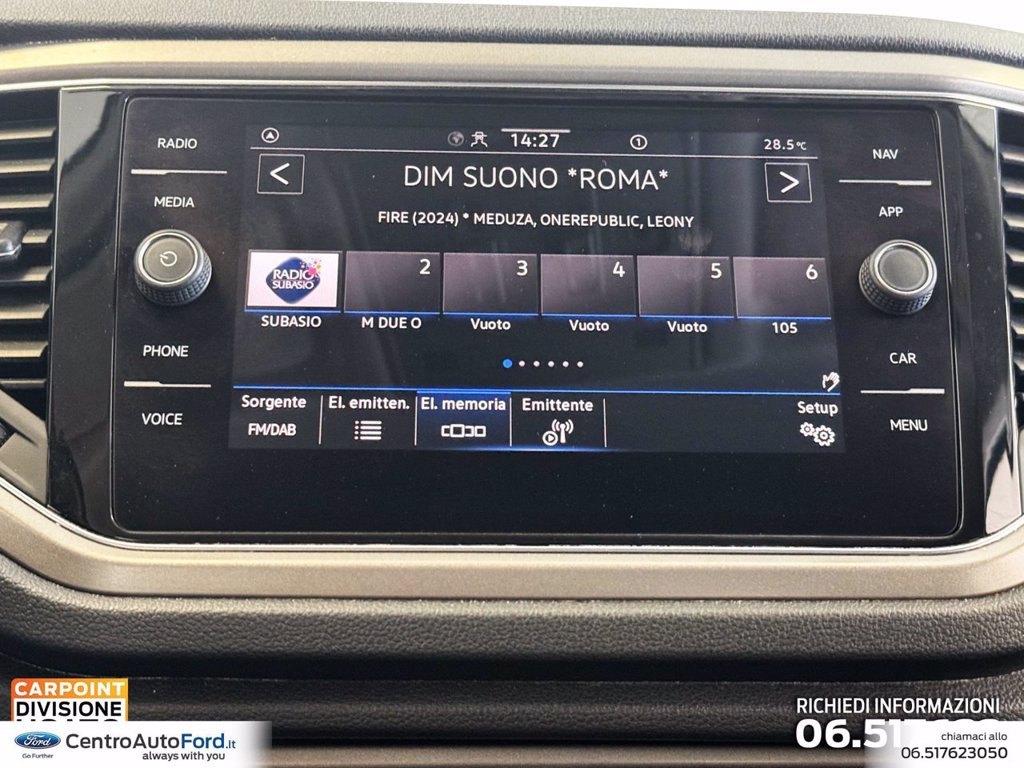 RADIO
MEDIA
PHONE
VOICE
14:27
1
28.5°C
< DIM SUONO *ROMA* >
FIRE (2024) * MEDUZA, ONEREPUBLIC, LEONY
RADIO
SUBASIO
2 3 4 5 6
SUBASIO M DUE O Vuoto Vuoto Vuoto 105
Sorgente El. emitten. El. memoria Emittente Setup
FM/DAB
NAV
APP
CAR
MENU
CARPOINT
DIVISIONE
Ford
Go Further
CentroAutoFord.it
always with you
RICHIEDI INFORMAZIONI
chiamaci allo
06.517623050